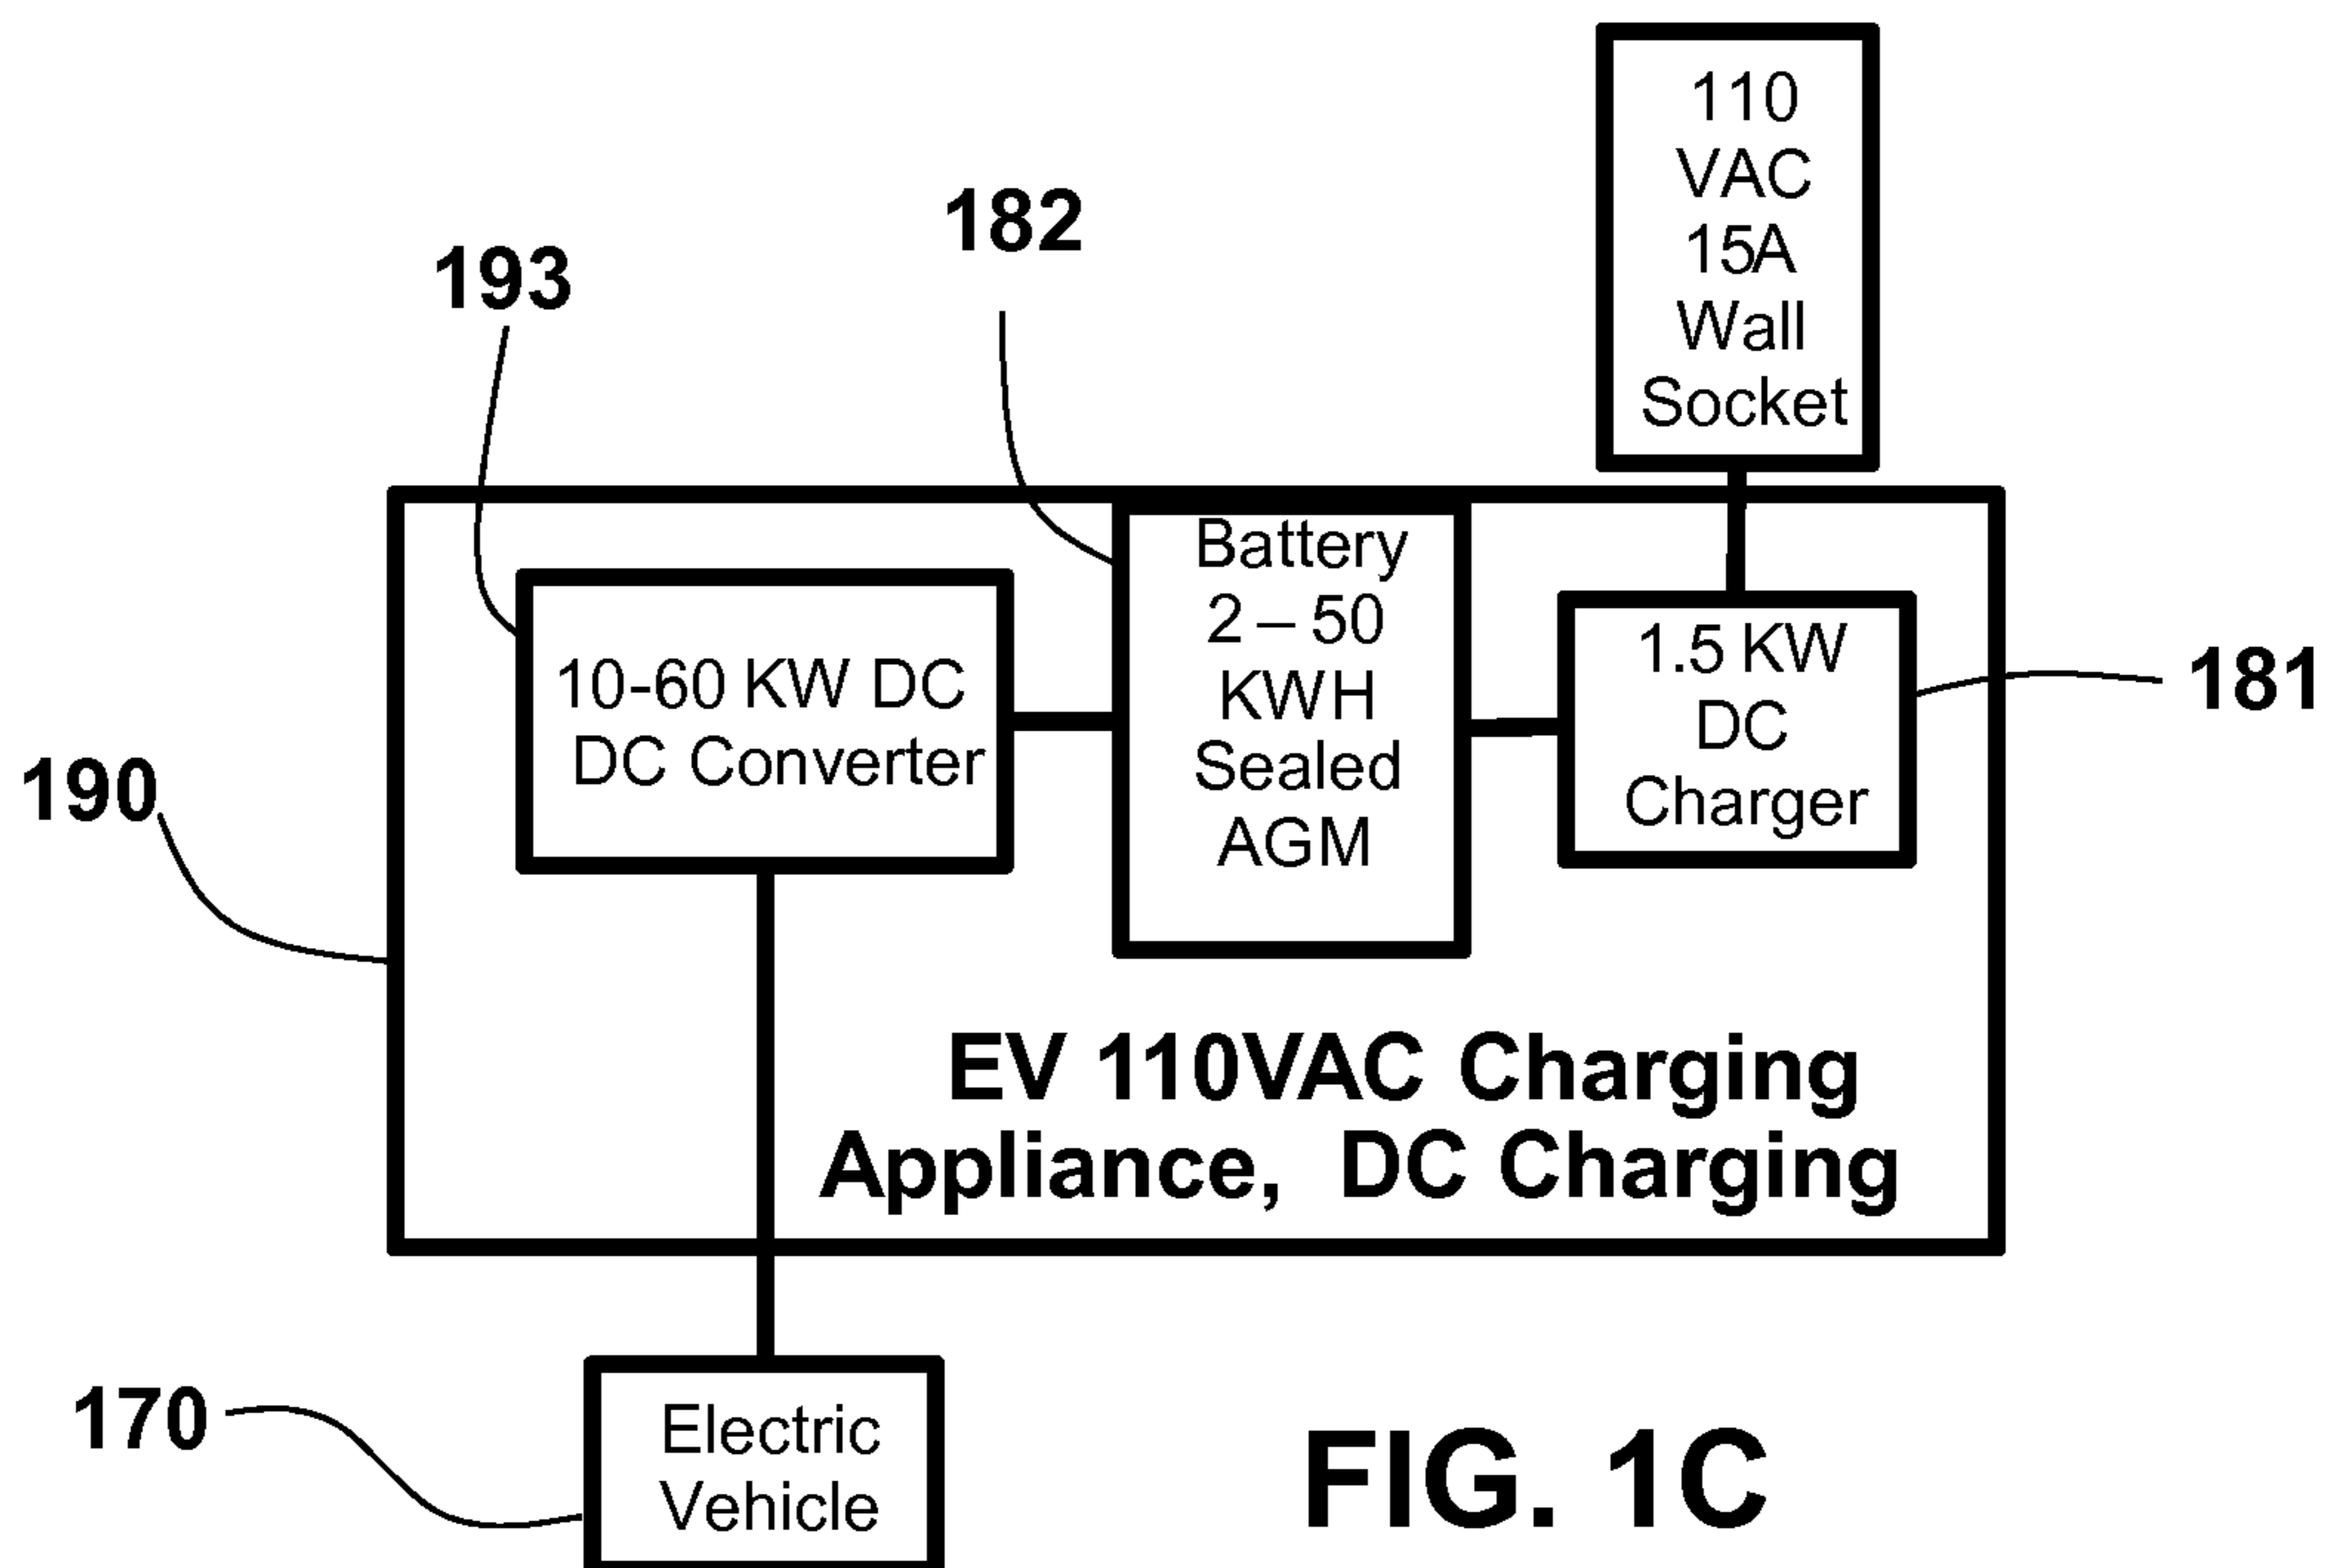 110
VAC
15A
Wall
Socket
182
193
Battery
2 – 50
KWH
Sealed
AGM
10-60 KW DC
DC Converter
1.5 KW
DC
Charger
181
190
EV 110VAC Charging
Appliance, DC Charging
170
Electric
Vehicle
FIG. 1C